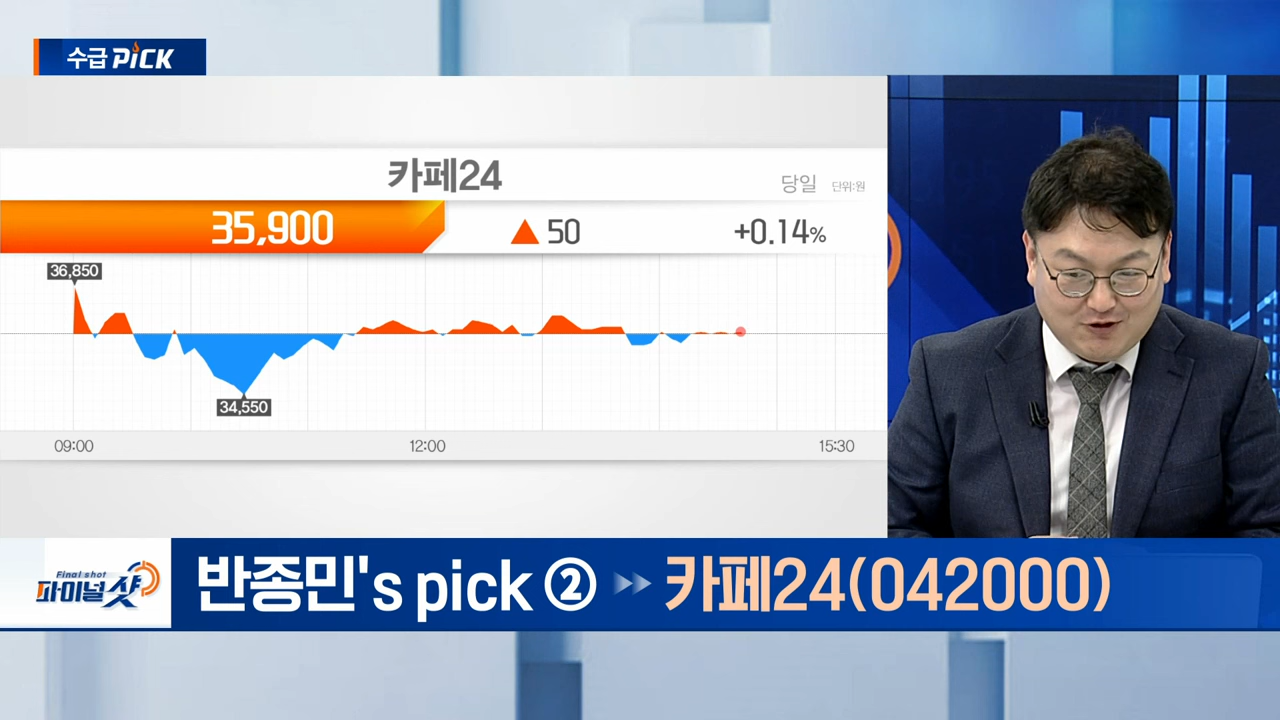 수급 PiCK
카페24
당일 단위:원
35,900 ▲ 50 +0.14%
36,850
34,550
09:00 12:00 15:30
Final shot
파이널샷
반종민's pick ② ▸▸ 카페24(042000)